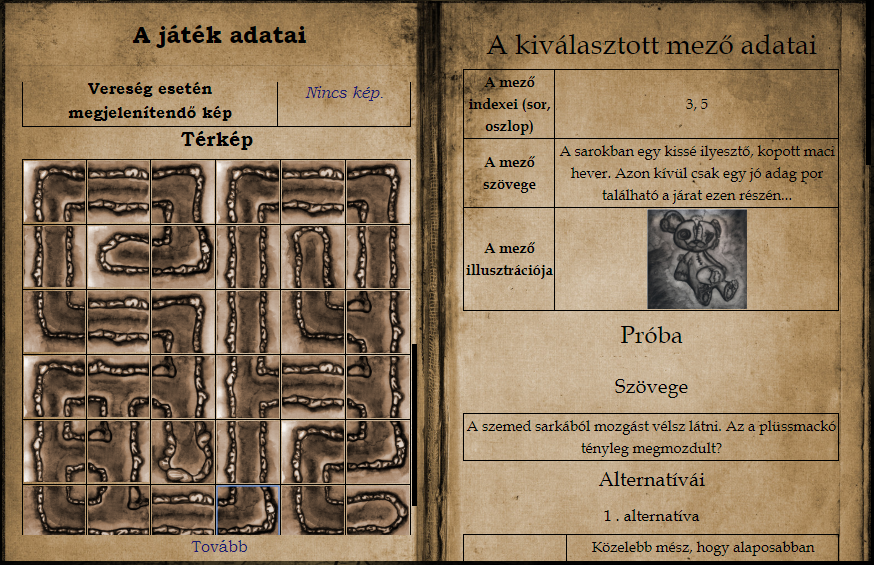 A játék adatai
Vereség esetén
megjelenítendő kép
Nincs kép.
Térkép
Tovább
A kiválasztott mező adatai
A mező
indexei (sor,
oszlop)
3, 5
A mező
szövege
A sarokban egy kissé ilyesztő, kopott maci
hever. Azon kívül csak egy jó adag por
található a járat ezen részén...
A mező
illusztrációja
Próba
Szövege
A szemed sarkából mozgást vélsz látni. Az a plüssmackó
tényleg megmozdult?
Alternatívái
1 . alternatíva
Közelebb mész, hogy alaposabban